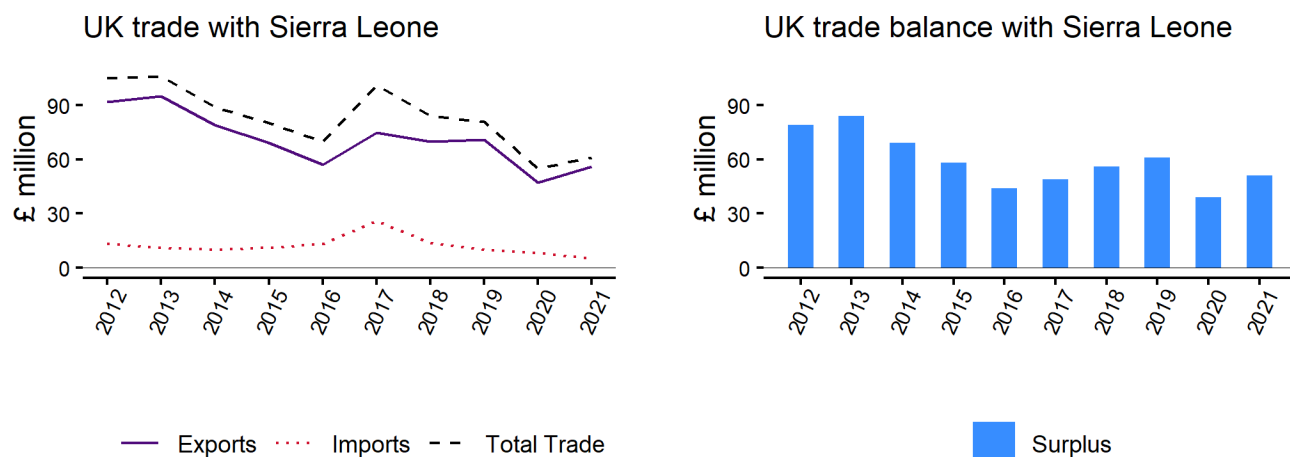 UK trade with Sierra Leone
£ million
90
60
30
0
2012 2013 2014 2015 2016 2017 2018 2019 2020 2021
Exports Imports Total Trade
UK trade balance with Sierra Leone
£ million
90
60
30
0
2012 2013 2014 2015 2016 2017 2018 2019 2020 2021
Surplus